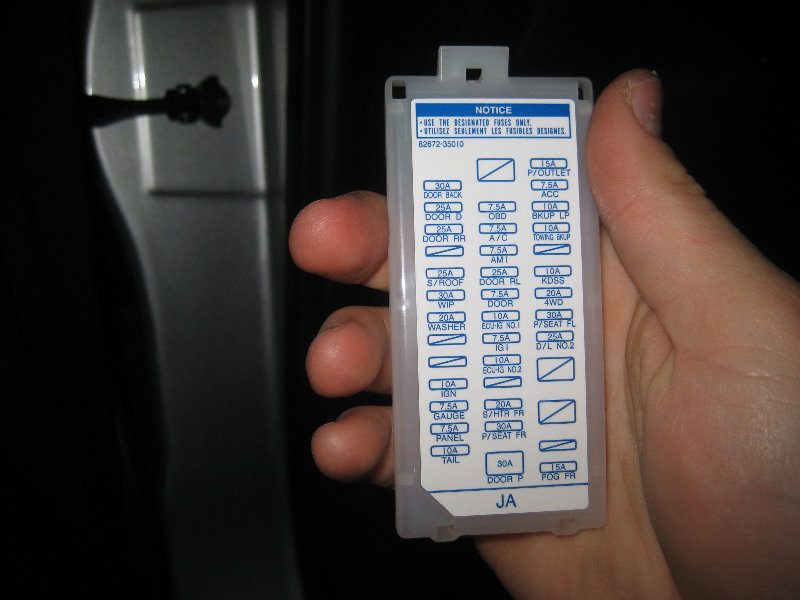 NOTICE
•USE THE DESIGNATED FUSES ONLY.
•UTILISEZ SEULEMENT LES FUSIBLES DESIGNES.
82672-35010
30A
DOOR BACK
25A
DOOR D
25A
DOOR RR
25A
S/ROOF
30A
WIP
20A
WASHER
10A
IGN
7.5A
GAUGE
7.5A
PANEL
10A
TAIL
7.5A
OBD
7.5A
A/C
7.5A
AM1
25A
DOOR RL
7.5A
DOOR
10A
ECU-IG NO.1
7.5A
IG1
10A
ECU-IG NO.2
20A
S/HTR FR
30A
P/SEAT FR
30A
DOOR P
15A
P/OUTLET
7.5A
ACC
10A
BKUP LP
10A
TOWING BKUP
10A
KDSS
20A
4WD
30A
P/SEAT FL
25A
D/L NO.2
15A
FOG FR
JA